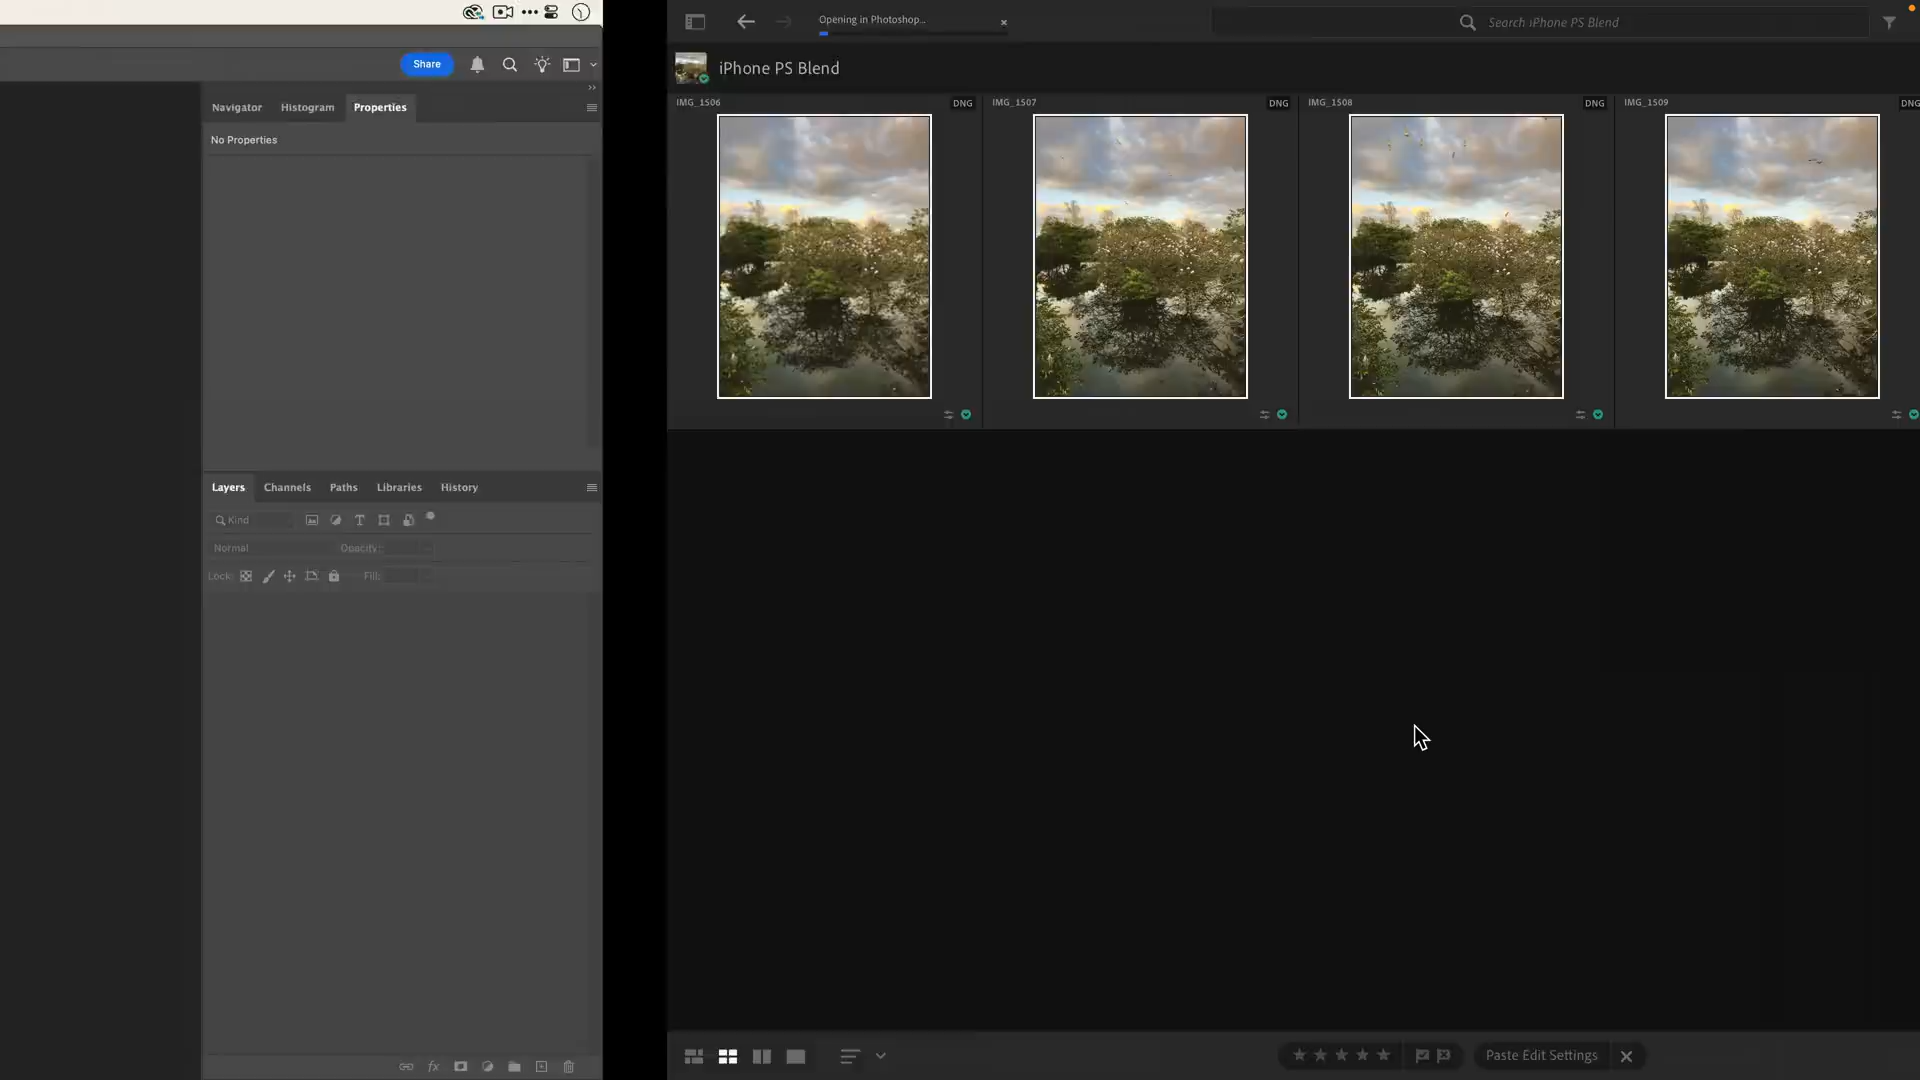 Share
Navigator Histogram Properties
No Properties
Layers Channels Paths Libraries History
Kind
Normal Opacity:
Lock: Fill:
Opening in Photoshop...
Search iPhone PS Blend
iPhone PS Blend
IMG_1506 DNG IMG_1507 DNG IMG_1508 DNG IMG_1509 DNG
Paste Edit Settings